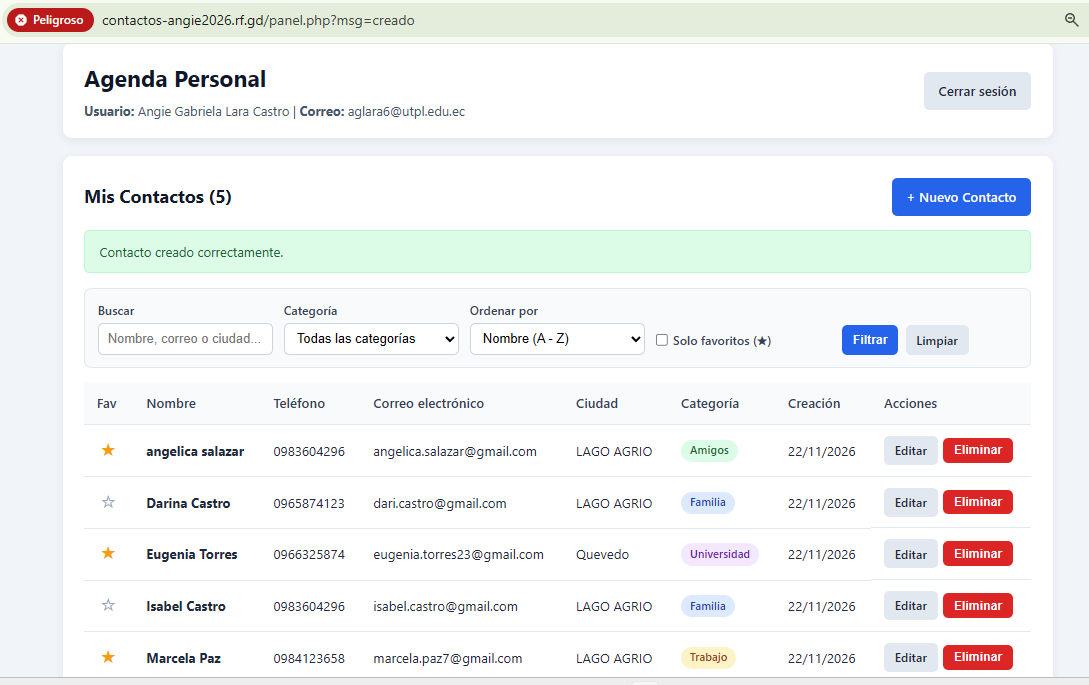 Peligroso contactos-angie2026.rf.gd/panel.php?msg=creado
Agenda Personal
Cerrar sesión
Usuario: Angie Gabriela Lara Castro | Correo: aglara6@utpl.edu.ec
Mis Contactos (5)
+ Nuevo Contacto
Contacto creado correctamente.
Buscar Categoría Ordenar por
Nombre, correo o ciudad... Todas las categorías Nombre (A - Z) Solo favoritos (★) Filtrar Limpiar
Fav Nombre Teléfono Correo electrónico Ciudad Categoría Creación Acciones
★ angelica salazar 0983604296 angelica.salazar@gmail.com LAGO AGRIO Amigos 22/11/2026 Editar Eliminar
☆ Darina Castro 0965874123 dari.castro@gmail.com LAGO AGRIO Familia 22/11/2026 Editar Eliminar
★ Eugenia Torres 0966325874 eugenia.torres23@gmail.com Quevedo Universidad 22/11/2026 Editar Eliminar
☆ Isabel Castro 0983604296 isabel.castro@gmail.com LAGO AGRIO Familia 22/11/2026 Editar Eliminar
★ Marcela Paz 0984123658 marcela.paz7@gmail.com LAGO AGRIO Trabajo 22/11/2026 Editar Eliminar